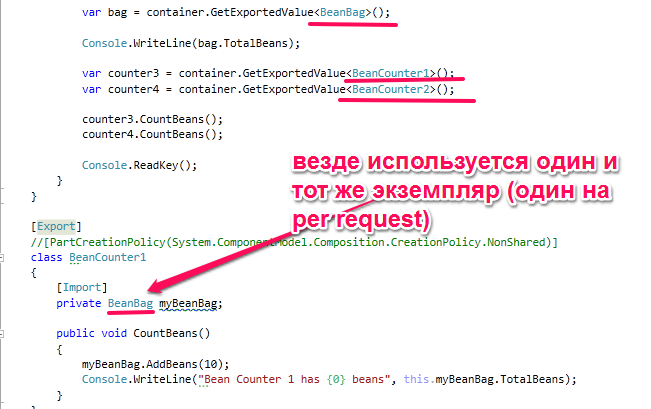 var bag = container.GetExportedValue<BeanBag>();
Console.WriteLine(bag.TotalBeans);
var counter3 = container.GetExportedValue<BeanCounter1>();
var counter4 = container.GetExportedValue<BeanCounter2>();
counter3.CountBeans();
counter4.CountBeans();
Console.ReadKey();
}
}
везде используется один и
тот же экземпляр (один на
per request)
[Export]
//[PartCreationPolicy(System.ComponentModel.Composition.CreationPolicy.NonShared)]
class BeanCounter1
{
[Import]
private BeanBag myBeanBag;
public void CountBeans()
{
myBeanBag.AddBeans(10);
Console.WriteLine("Bean Counter 1 has {0} beans", this.myBeanBag.TotalBeans);
}